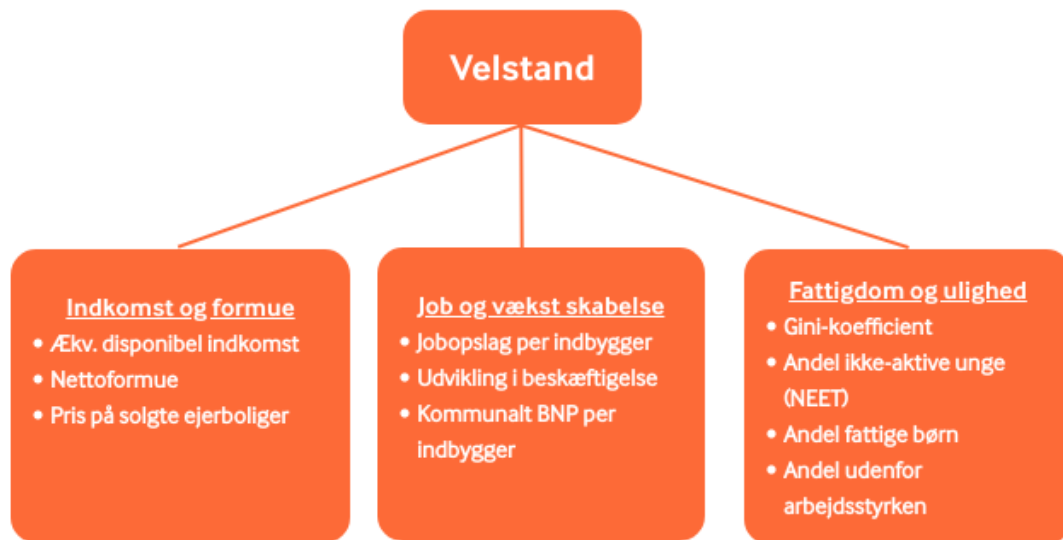 Velstand
Indkomst og formue
• Ækv. disponibel indkomst
• Nettoformue
• Pris på solgte ejerboliger
Job og vækst skabelse
• Jobopslag per indbygger
• Udvikling i beskæftigelse
• Kommunalt BNP per
indbygger
Fattigdom og ulighed
• Gini-koefficient
• Andel ikke-aktive unge
(NEET)
• Andel fattige børn
• Andel udenfor
arbejdsstyrken